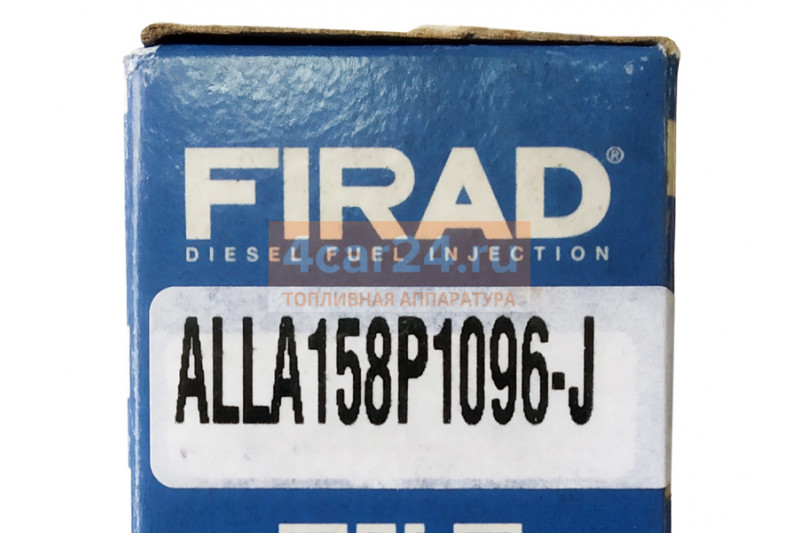 FIRAD®
DIESEL FUEL INJECTION
4car24.ru
ТОПЛИВНАЯ АППАРАТУРА
ALLA158P1096-J